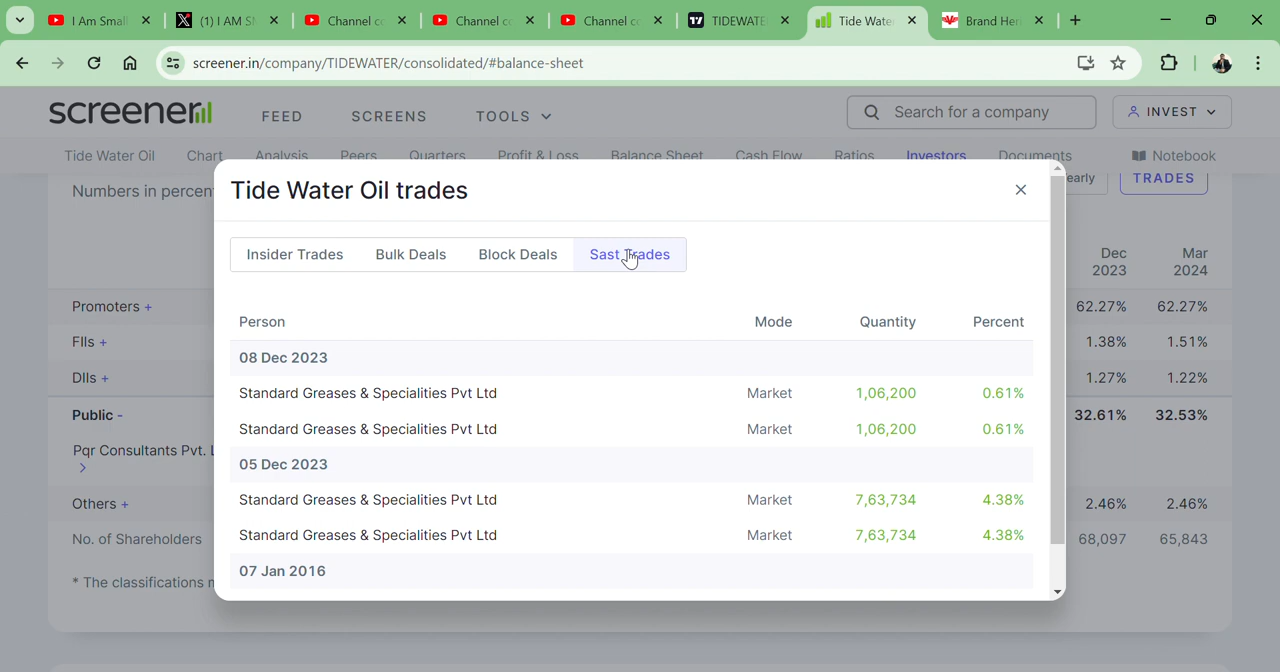 I Am Small
(1) I AM S
Channel c
Channel c
Channel c
TIDEWATE
Tide Wate
Brand Her
screener.in/company/TIDEWATER/consolidated/#balance-sheet
screener
FEED
SCREENS
TOOLS
Search for a company
INVEST
Tide Water Oil
Chart
Analysis
Peers
Quarters
Profit & Loss
Balance Sheet
Cash Flow
Ratios
Investors
Documents
Notebook
Numbers in percen
early
TRADES
Tide Water Oil trades
Insider Trades
Bulk Deals
Block Deals
Sast Trades
Dec 2023
Mar 2024
Person Mode Quantity Percent
Promoters + 62.27% 62.27%
FIIs + 1.38% 1.51%
DIIs + 1.27% 1.22%
Public - 32.61% 32.53%
Pqr Consultants Pvt. L
Others + 2.46% 2.46%
No. of Shareholders 68,097 65,843
* The classifications
08 Dec 2023
Standard Greases & Specialities Pvt Ltd Market 1,06,200 0.61%
Standard Greases & Specialities Pvt Ltd Market 1,06,200 0.61%
05 Dec 2023
Standard Greases & Specialities Pvt Ltd Market 7,63,734 4.38%
Standard Greases & Specialities Pvt Ltd Market 7,63,734 4.38%
07 Jan 2016